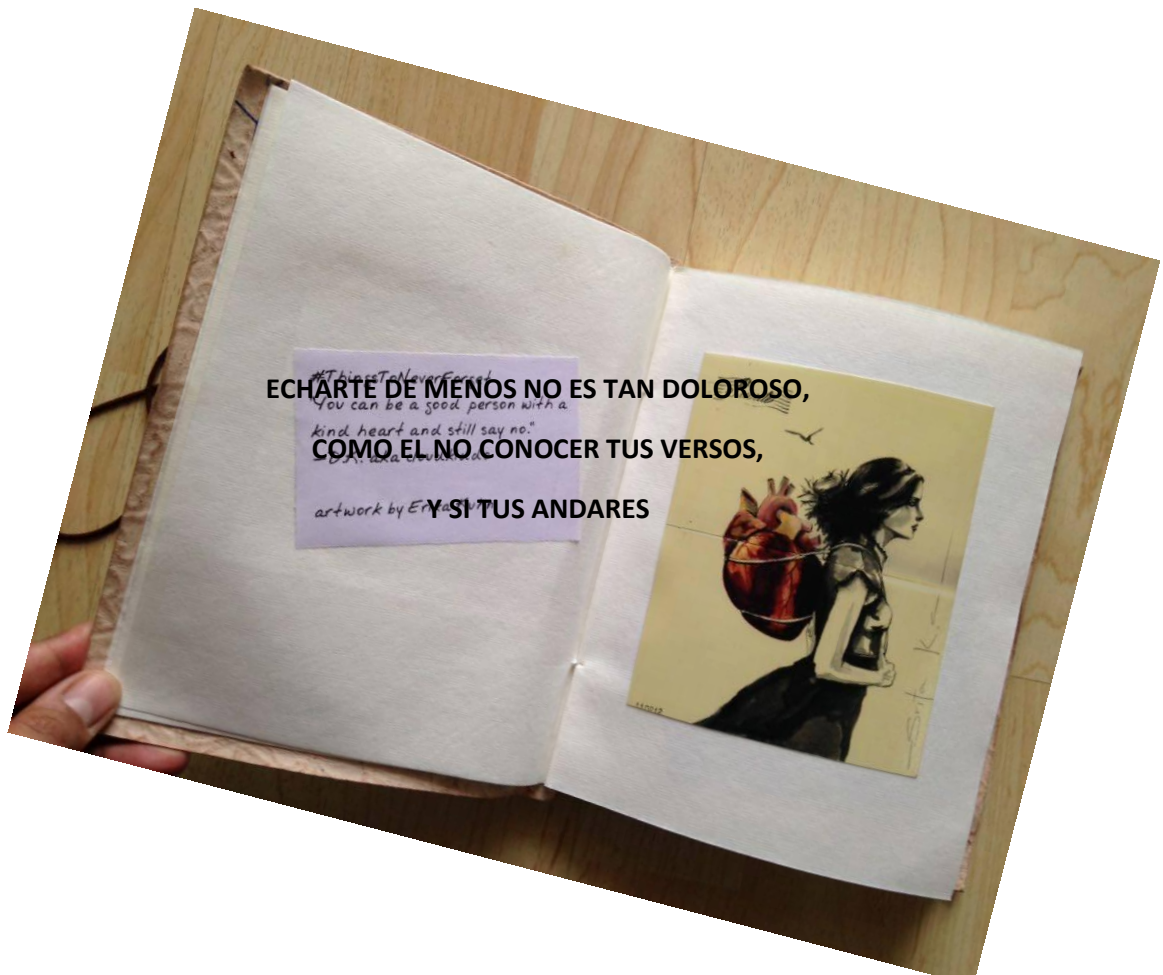 ECHARTE DE MENOS NO ES TAN DOLOROSO,
COMO EL NO CONOCER TUS VERSOS,
Y SI TUS ANDARES
#ThingsToNeverForget
"You can be a good person with a
kind heart and still say no."
artwork by